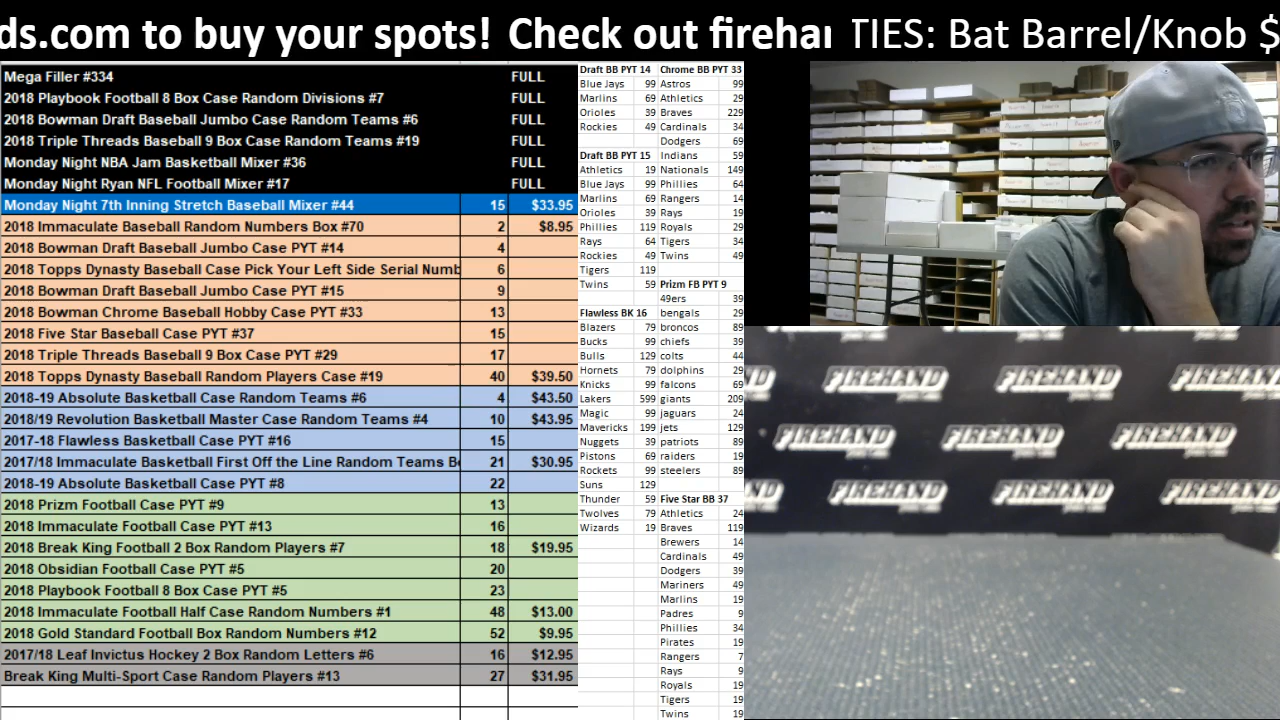 ds.com to buy your spots! Check out firehai TIES: Bat Barrel/Knob $
Mega Filler #334 FULL
2018 Playbook Football 8 Box Case Random Divisions #7 FULL
2018 Bowman Draft Baseball Jumbo Case Random Teams #6 FULL
2018 Triple Threads Baseball 9 Box Case Random Teams #19 FULL
Monday Night NBA Jam Basketball Mixer #36 FULL
Monday Night Ryan NFL Football Mixer #17 FULL
Monday Night 7th Inning Stretch Baseball Mixer #44 15 $33.95
2018 Immaculate Baseball Random Numbers Box #70 2 $8.95
2018 Bowman Draft Baseball Jumbo Case PYT #14 4
2018 Topps Dynasty Baseball Case Pick Your Left Side Serial Numb 6
2018 Bowman Draft Baseball Jumbo Case PYT #15 9
2018 Bowman Chrome Baseball Hobby Case PYT #33 13
2018 Five Star Baseball Case PYT #37 15
2018 Triple Threads Baseball 9 Box Case PYT #29 17
2018 Topps Dynasty Baseball Random Players Case #19 40 $39.50
2018-19 Absolute Basketball Case Random Teams #6 4 $43.50
2018/19 Revolution Basketball Master Case Random Teams #4 10 $43.95
2017-18 Flawless Basketball Case PYT #16 15
2017/18 Immaculate Basketball First Off the Line Random Teams B 21 $30.95
2018-19 Absolute Basketball Case PYT #8 22
2018 Prizm Football Case PYT #9 13
2018 Immaculate Football Case PYT #13 16
2018 Break King Football 2 Box Random Players #7 18 $19.95
2018 Obsidian Football Case PYT #5 20
2018 Playbook Football 8 Box Case PYT #5 23
2018 Immaculate Football Half Case Random Numbers #1 48 $13.00
2018 Gold Standard Football Box Random Numbers #12 52 $9.95
2017/18 Leaf Invictus Hockey 2 Box Random Letters #6 16 $12.95
Break King Multi-Sport Case Random Players #13 27 $31.95
Draft BB PYT 14
Blue Jays 99
Marlins 69
Orioles 39
Rockies 49
Draft BB PYT 15
Athletics 19
Blue Jays 99
Marlins 69
Orioles 39
Phillies 119
Rays 64
Rockies 49
Tigers 119
Twins 59
Flawless BK 16
Blazers 79
Bucks 99
Bulls 129
Hornets 79
Knicks 99
Lakers 599
Magic 99
Mavericks 199
Nuggets 39
Pistons 69
Rockets 99
Suns 129
Thunder 59
Twolves 79
Wizards 19
Chrome BB PYT 33
Astros 99
Athletics 29
Braves 229
Cardinals 34
Dodgers 69
Indians 59
Nationals 149
Phillies 64
Rangers 14
Rays 19
Royals 29
Tigers 34
Twins 49
Prizm FB PYT 9
49ers 39
bengals 29
broncos 89
chiefs 39
colts 44
dolphins 29
falcons 69
giants 209
jaguars 24
jets 129
patriots 89
raiders 19
steelers 89
Five Star BB 37
Athletics 24
Braves 119
Brewers 14
Cardinals 49
Dodgers 39
Mariners 49
Marlins 19
Padres 9
Phillies 34
Pirates 19
Rangers 7
Rays 9
Royals 19
Tigers 19
Twins 19
FIREHAND FIREHAND
FIREHAND FIREHAND FIREHAND
FIREHAND FIREHAND